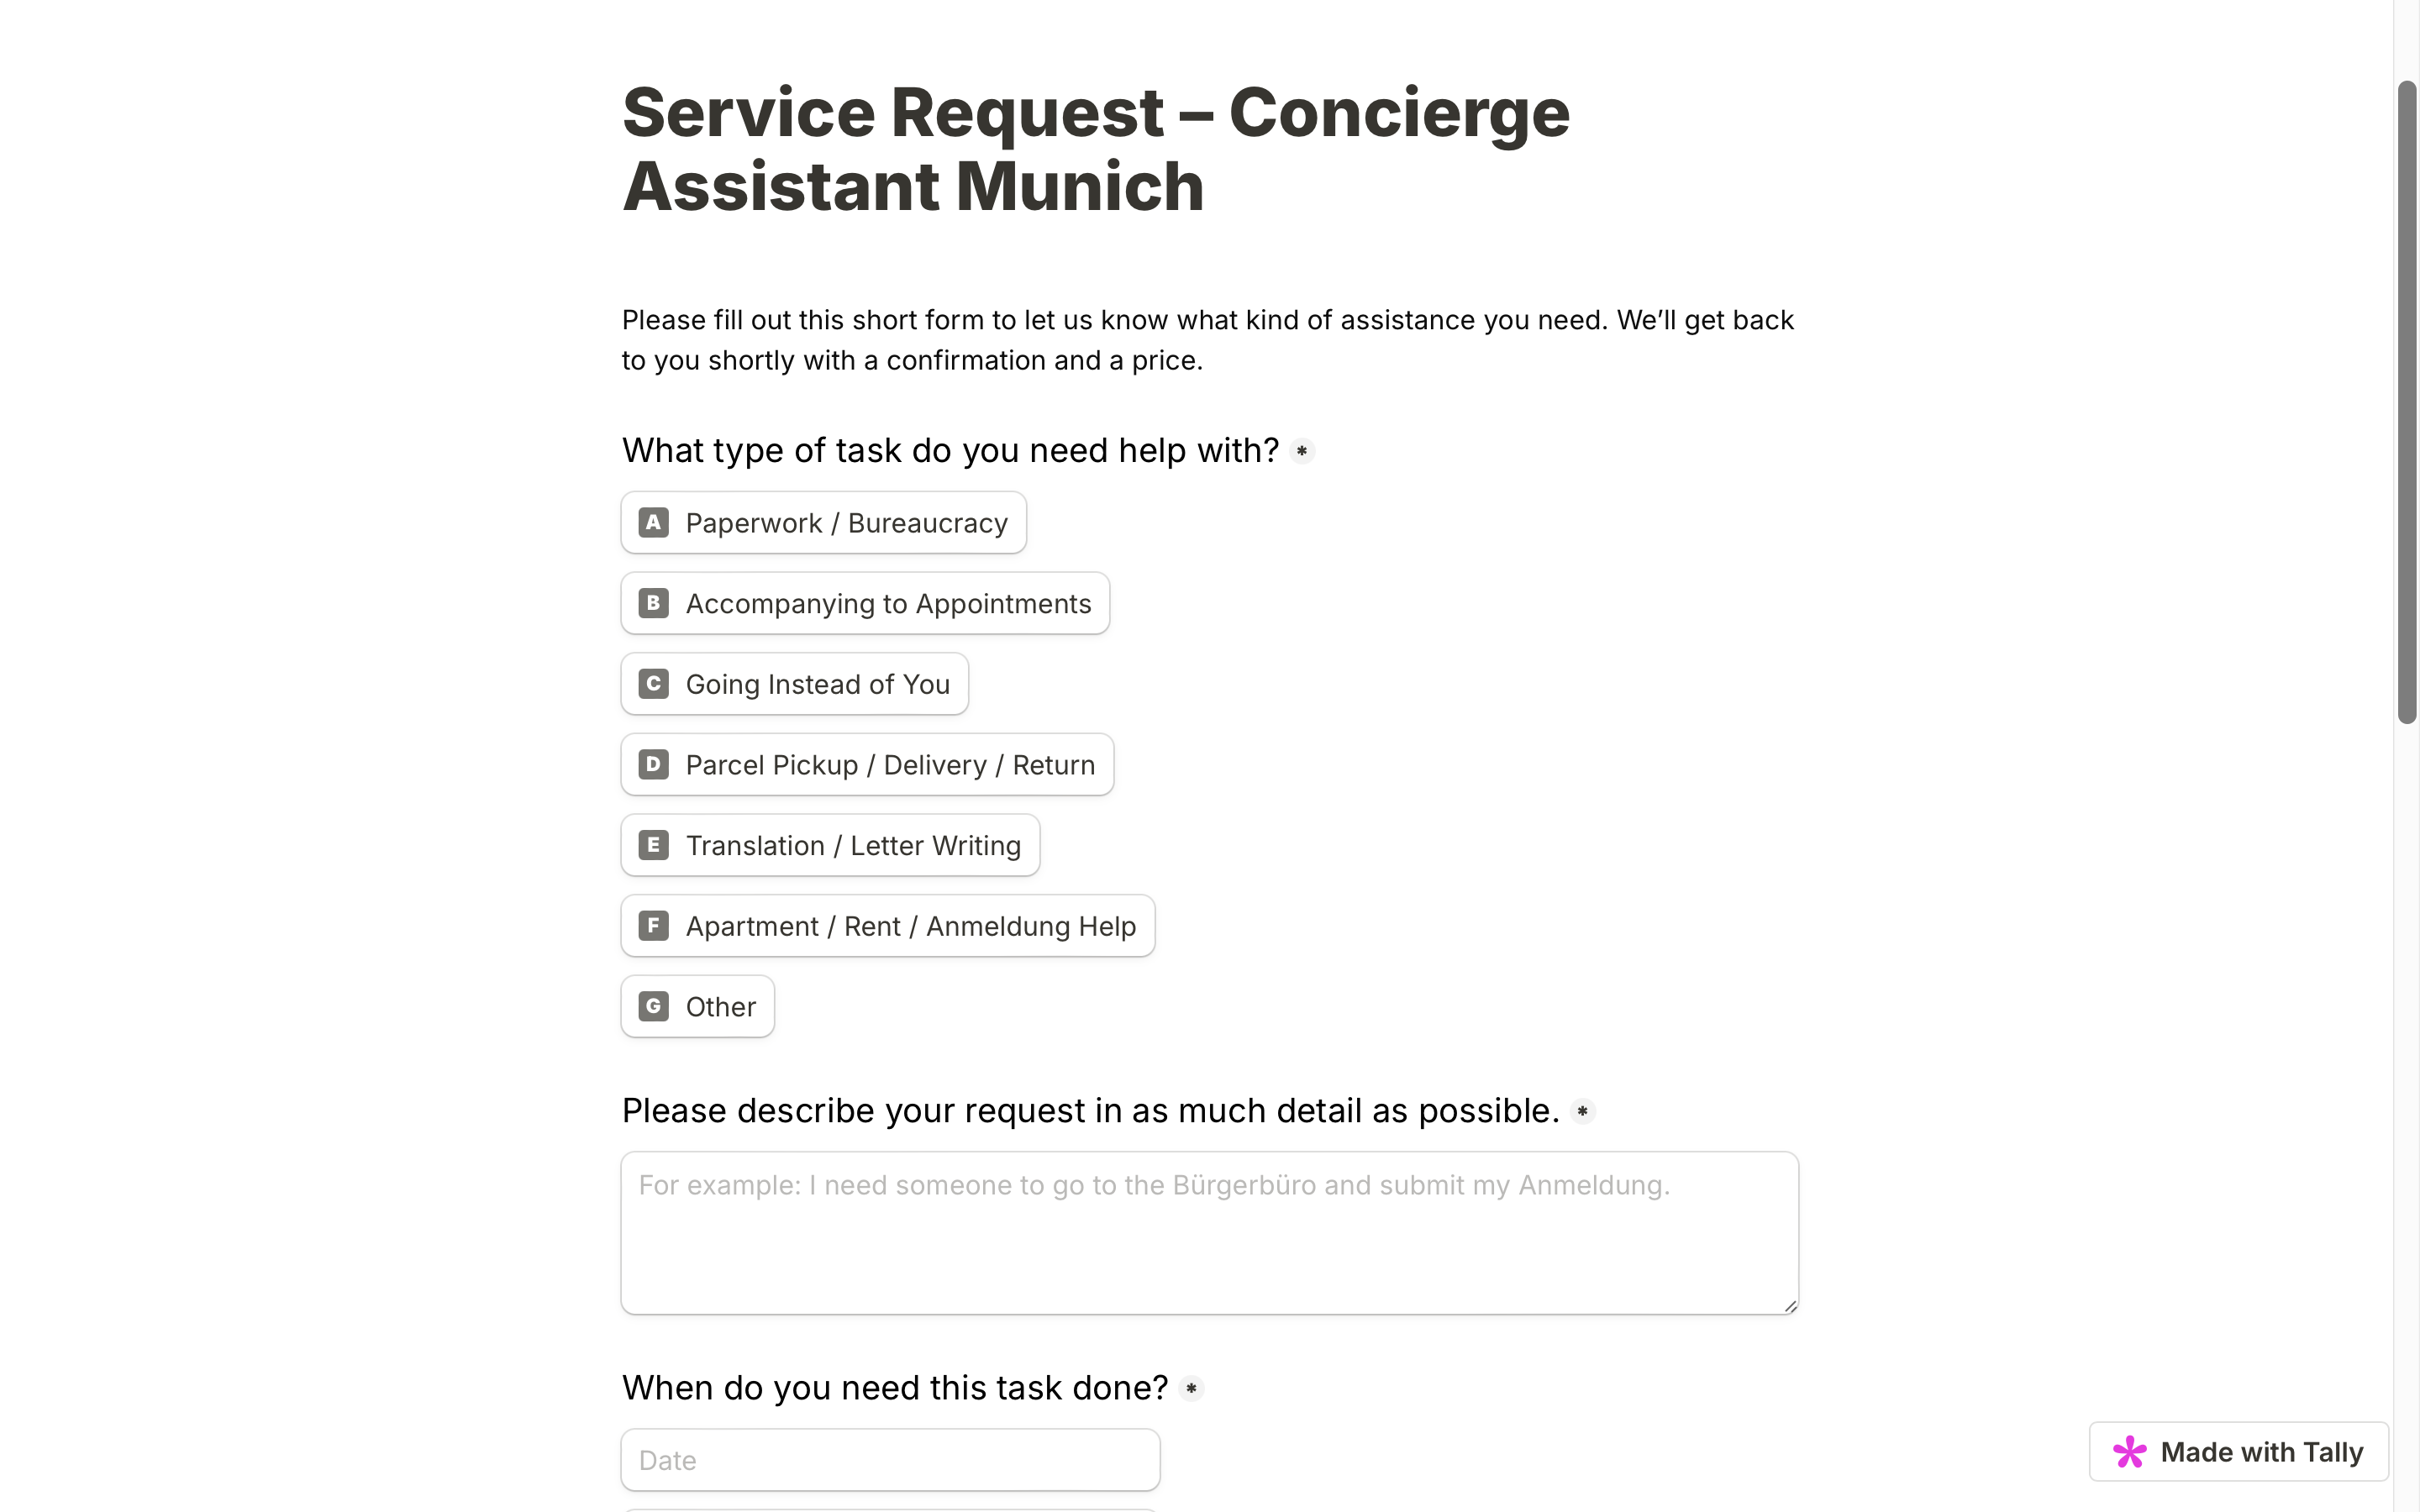 Service Request – Concierge
Assistant Munich
Please fill out this short form to let us know what kind of assistance you need. We’ll get back
to you shortly with a confirmation and a price.
What type of task do you need help with? *
A Paperwork / Bureaucracy
B Accompanying to Appointments
C Going Instead of You
D Parcel Pickup / Delivery / Return
E Translation / Letter Writing
F Apartment / Rent / Anmeldung Help
G Other
Please describe your request in as much detail as possible. *
For example: I need someone to go to the Bürgerbüro and submit my Anmeldung.
When do you need this task done? *
Date
Made with Tally